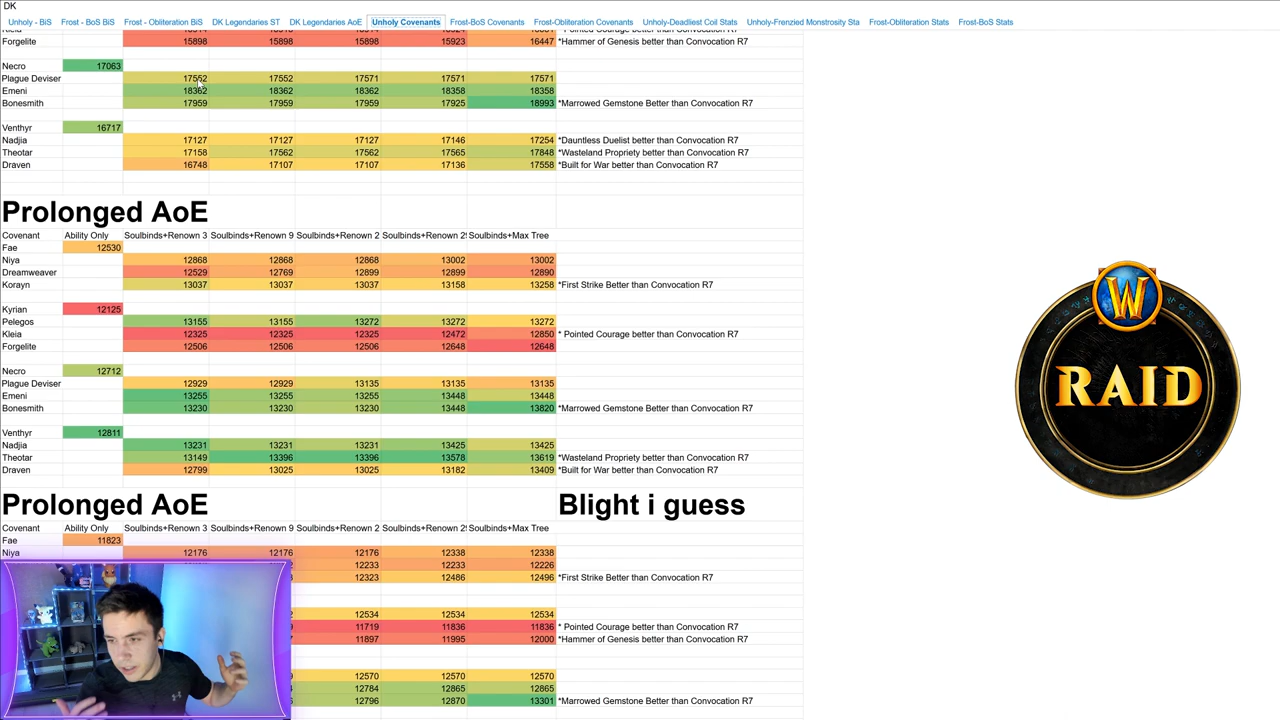 DK
Unholy - BiS Frost - BoS BiS Frost - Obliteration BiS DK Legendaries ST DK Legendaries AoE Unholy Covenants Frost-BoS Covenants Frost-Obliteration Covenants Unholy-Deadliest Coil Stats Unholy-Frenzied Monstrosity Sta Frost-Obliteration Stats Frost-BoS Stats
Forgelite 15898 15898 15898 15923 16447 *Hammer of Genesis better than Convocation R7
Necro 17063
Plague Deviser 17552 17552 17571 17571 17571
Emeni 18362 18362 18362 18358 18358
Bonesmith 17959 17959 17959 17925 18993 *Marrowed Gemstone Better than Convocation R7
Venthyr 16717
Nadjia 17127 17127 17127 17146 17254 *Dauntless Duelist better than Convocation R7
Theotar 17158 17562 17562 17565 17848 *Wasteland Propriety better than Convocation R7
Draven 16748 17107 17107 17136 17558 *Built for War better than Convocation R7
Prolonged AoE
Covenant Ability Only Soulbinds+Renown 3 Soulbinds+Renown 9 Soulbinds+Renown 2 Soulbinds+Renown 2 Soulbinds+Max Tree
Fae 12530
Niya 12868 12868 12868 13002 13002
Dreamweaver 12529 12769 12899 12899 12890
Korayn 13037 13037 13037 13158 13258 *First Strike Better than Convocation R7
Kyrian 12125
Pelegos 13155 13155 13272 13272 13272
Kleia 12325 12325 12325 12472 12850 * Pointed Courage better than Convocation R7
Forgelite 12506 12506 12506 12648 12648
Necro 12712
Plague Deviser 12929 12929 13135 13135 13135
Emeni 13255 13255 13255 13448 13448
Bonesmith 13230 13230 13230 13448 13820 *Marrowed Gemstone Better than Convocation R7
Venthyr 12811
Nadjia 13231 13231 13231 13425 13425
Theotar 13149 13396 13396 13578 13619 *Wasteland Propriety better than Convocation R7
Draven 12799 13025 13025 13182 13409 *Built for War better than Convocation R7
Prolonged AoE Blight i guess
Covenant Ability Only Soulbinds+Renown 3 Soulbinds+Renown 9 Soulbinds+Renown 2 Soulbinds+Renown 2 Soulbinds+Max Tree
Fae 11823
Niya 12176 12176 12176 12338 12338
12233 12233 12226
12323 12486 12496 *First Strike Better than Convocation R7
12534 12534 12534
11719 11836 11836 * Pointed Courage better than Convocation R7
11897 11995 12000 *Hammer of Genesis better than Convocation R7
12570 12570 12570
12784 12865 12865
12796 12870 13301 *Marrowed Gemstone Better than Convocation R7
W
RAID